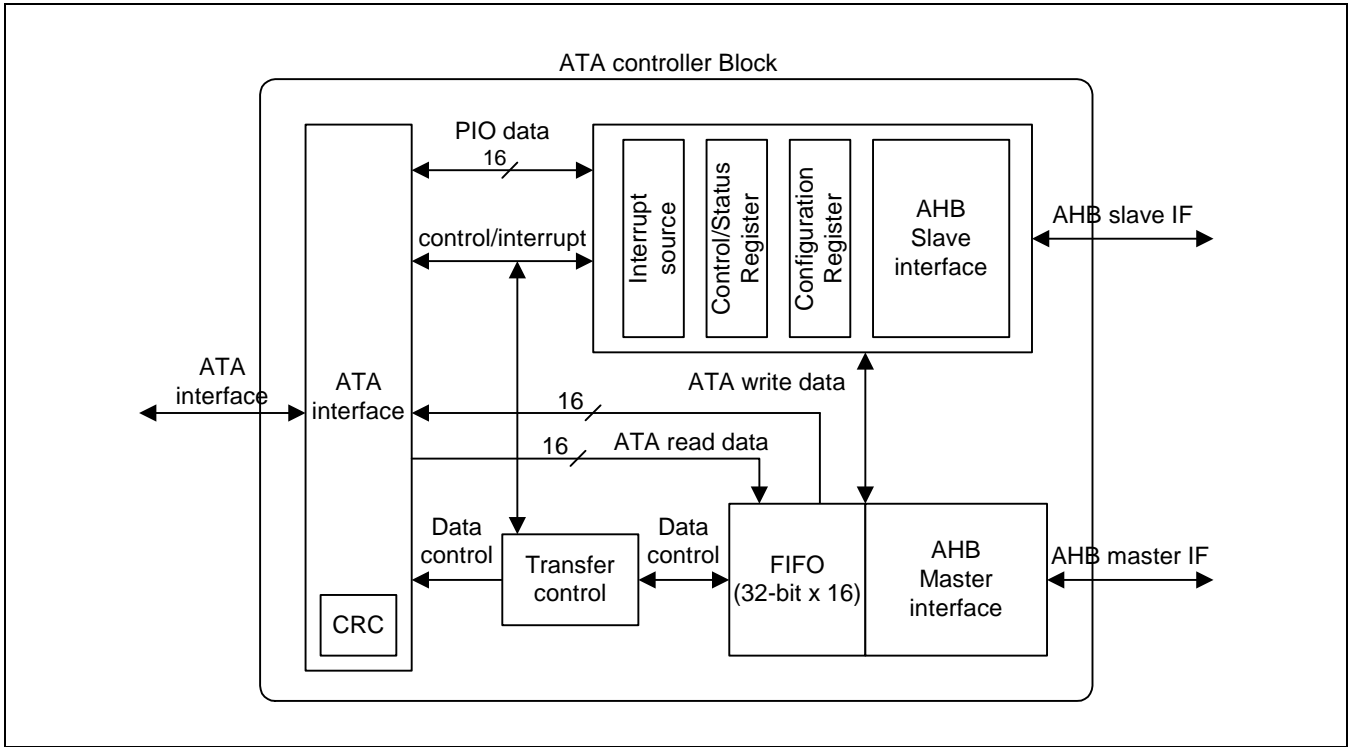 ATA controller Block
PIO data
16
control/interrupt
Interrupt
source
Control/Status
Register
Configuration
Register
AHB
Slave
interface
AHB slave IF
ATA
interface
ATA
interface
ATA write data
16
16
ATA read data
Data
control
Transfer
control
Data
control
FIFO
(32-bit x 16)
AHB
Master
interface
AHB master IF
CRC